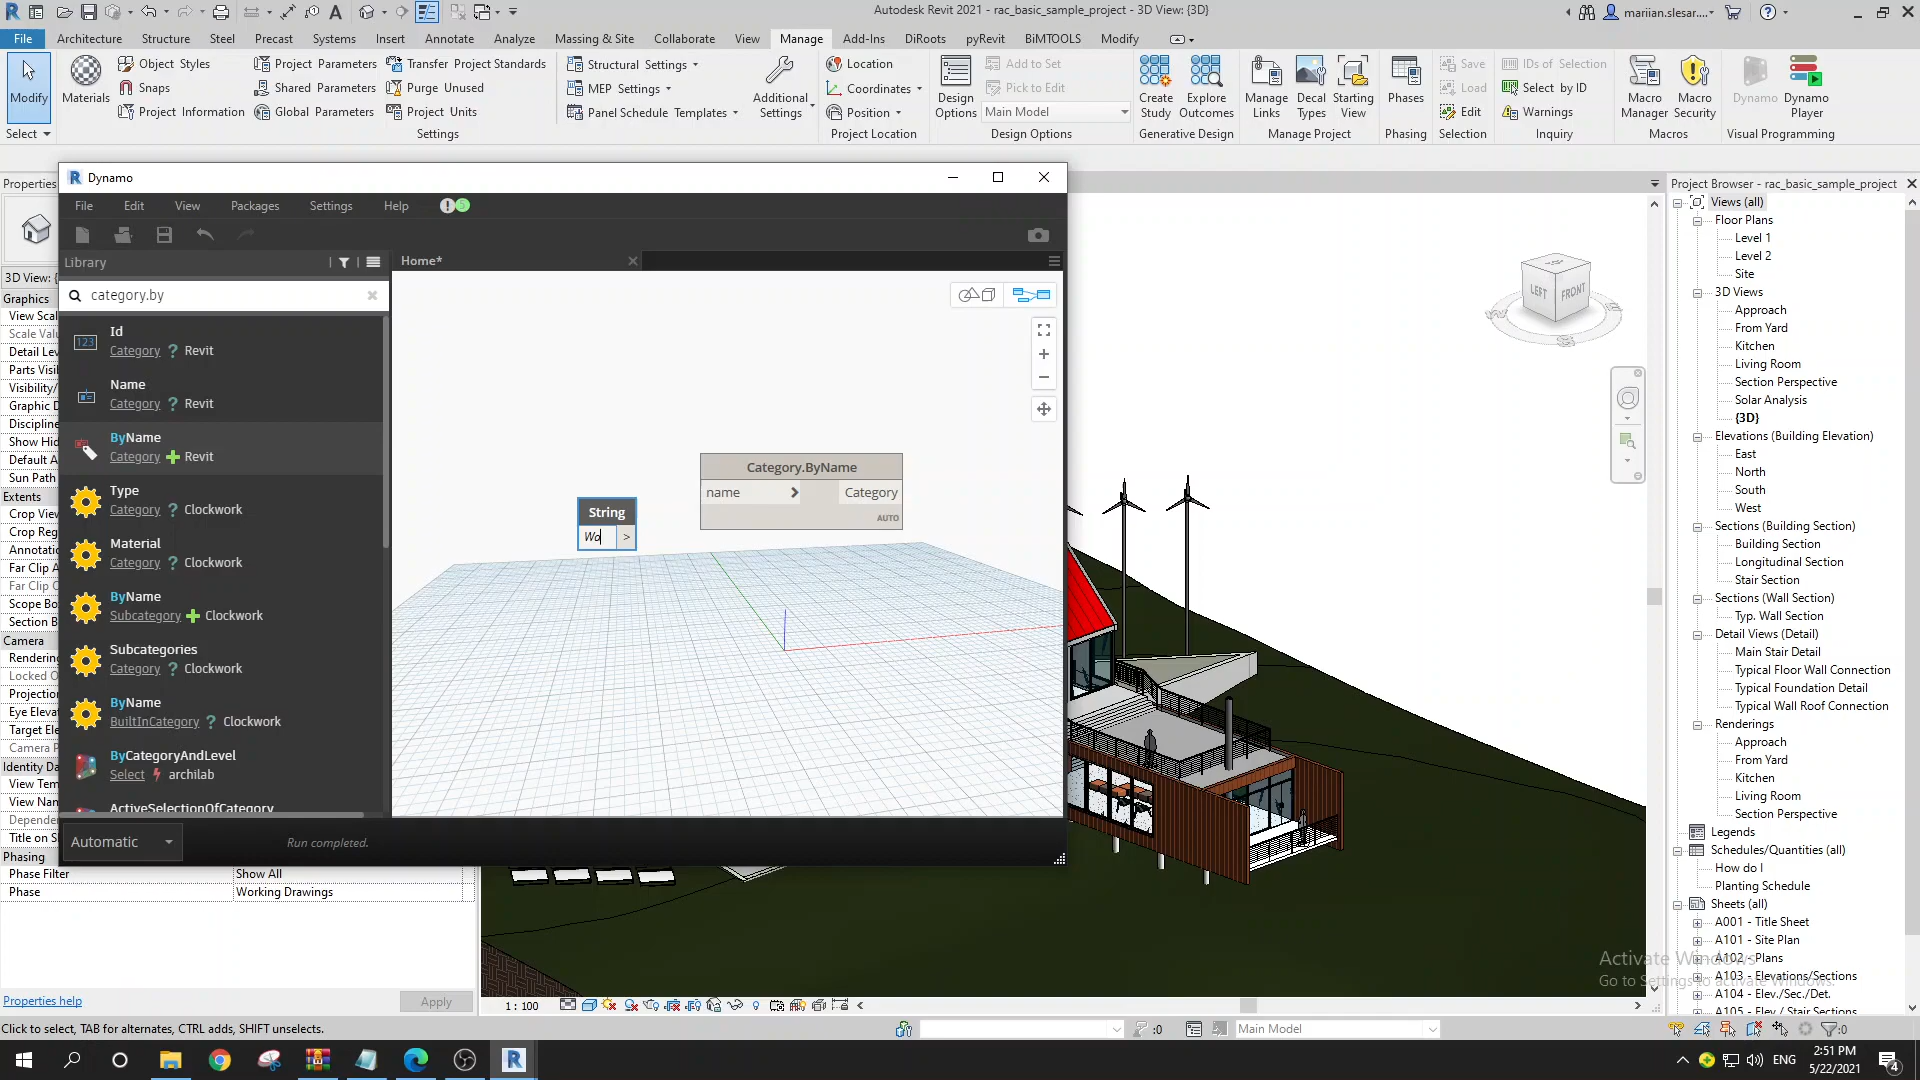 Autodesk Revit 2021 - rac_basic_sample_project - 3D View: {3D}
mariian.slesar....
File Architecture Structure Steel Precast Systems Insert Annotate Analyze Massing & Site Collaborate View Manage Add-Ins DiRoots pyRevit BiMTOOLS Modify
Modify
Materials
Object Styles
Snaps
Project Information
Project Parameters
Shared Parameters
Global Parameters
Transfer Project Standards
Purge Unused
Project Units
Structural Settings
MEP Settings
Panel Schedule Templates
Additional Settings
Location
Coordinates
Position
Design Options
Add to Set
Pick to Edit
Main Model
Create Study
Explore Outcomes
Manage Links
Decal Types
Starting View
Phases
Save
Load
Edit
IDs of Selection
Select by ID
Warnings
Macro Manager
Macro Security
Dynamo
Dynamo Player
Select
Settings
Project Location
Design Options
Generative Design
Manage Project
Phasing
Selection
Inquiry
Macros
Visual Programming
Properties
3D View: {
Graphics
View Scal
Scale Valu
Detail Lev
Parts Visib
Visibility/
Graphic D
Discipline
Show Hid
Default A
Sun Path
Extents
Crop View
Crop Reg
Annotatio
Far Clip A
Far Clip O
Scope Bo
Section B
Camera
Rendering
Locked O
Projection
Eye Elevat
Target Ele
Camera P
Identity Da
View Tem
View Nam
Dependen
Title on S
Phasing
Phase Filter Show All
Phase Working Drawings
Properties help
Apply
Dynamo
File Edit View Packages Settings Help
5
Library
category.by
Id
Category ? Revit
Name
Category ? Revit
ByName
Category Revit
Type
Category ? Clockwork
Material
Category ? Clockwork
ByName
Subcategory Clockwork
Subcategories
Category ? Clockwork
ByName
BuiltInCategory ? Clockwork
ByCategoryAndLevel
Select archilab
ActiveSelectionOfCategory
Automatic
Run completed.
Home*
String
Wo >
Category.ByName
name > Category
AUTO
LEFT
FRONT
Project Browser - rac_basic_sample_project
Views (all)
Floor Plans
Level 1
Level 2
Site
3D Views
Approach
From Yard
Kitchen
Living Room
Section Perspective
Solar Analysis
{3D}
Elevations (Building Elevation)
East
North
South
West
Sections (Building Section)
Building Section
Longitudinal Section
Stair Section
Sections (Wall Section)
Typ. Wall Section
Detail Views (Detail)
Main Stair Detail
Typical Floor Wall Connection
Typical Foundation Detail
Typical Wall Roof Connection
Renderings
Approach
From Yard
Kitchen
Living Room
Section Perspective
Legends
Schedules/Quantities (all)
How do I
Planting Schedule
Sheets (all)
A001 - Title Sheet
A101 - Site Plan
A102 - Plans
A103 - Elevations/Sections
A104 - Elev./Sec./Det.
A105 - Elev./ Stair Sections
Activate Windows
Go to Settings to activate Windows.
1 : 100
Click to select, TAB for alternates, CTRL adds, SHIFT unselects.
:0
Main Model
:0
ENG
2:51 PM
5/22/2021
4